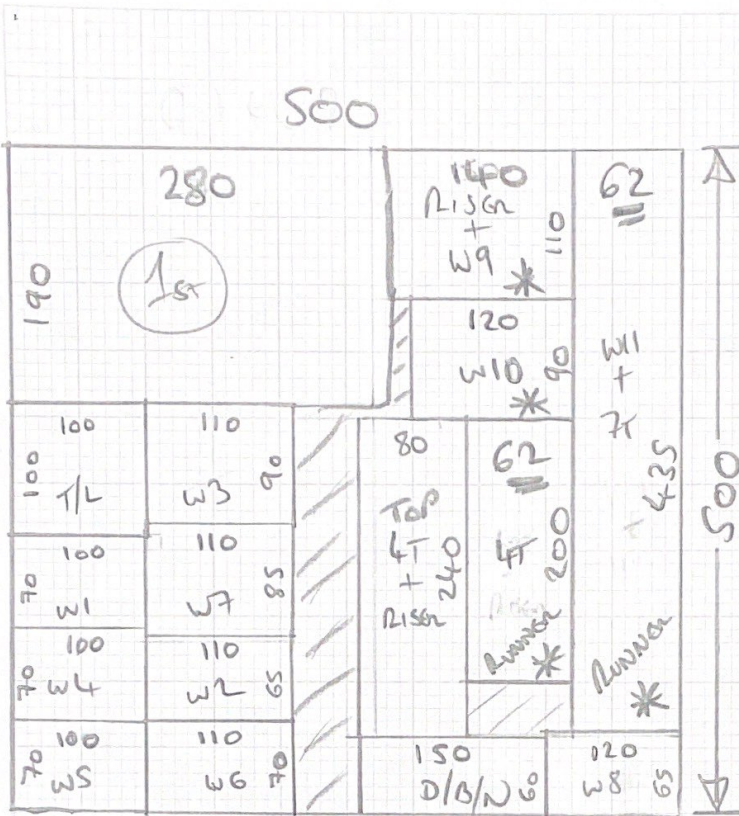 500
280
190
1ST
140
RISER
+
W9
110
*
120
W10
90
*
62
7T + W11
435
RUNNER
*
500
100
100
T/L
110
W3
90
100
70
W1
110
W7
85
100
70
W4
110
W2
65
100
70
W5
110
W6
70
80
TOP
4T
+
RISER
240
62
4T
200
RUNNER
*
150
D/B/N 60
120
W8 65